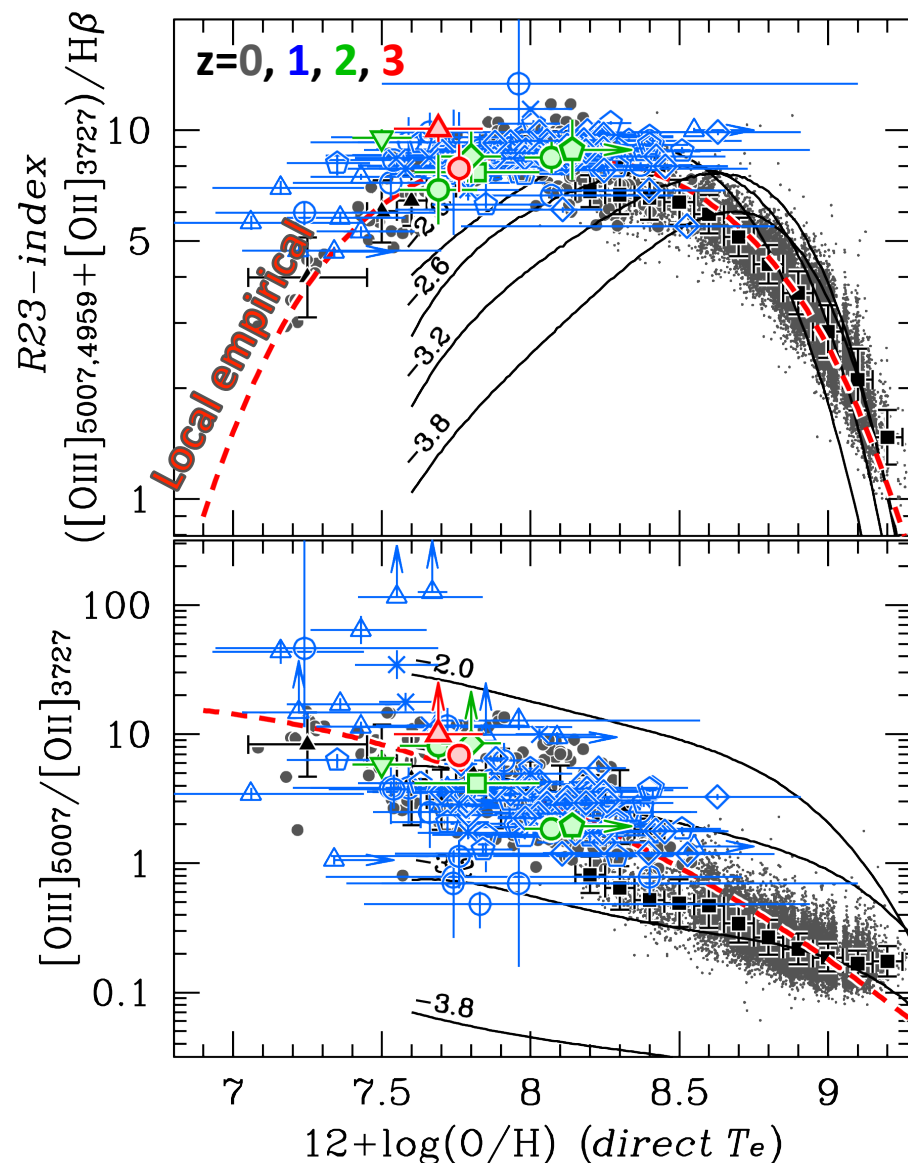 z=0, 1, 2, 3
R23-index
([OIII]5007,4959+[OII]3727)/Hβ
10
5
1
Local empirical
-2.6
-3.2
-3.8
[OIII]5007/[OII]3727
100
10
1
0.1
-2.0
-3.8
7
7.5
8
8.5
9
12+log(O/H) (direct Te)